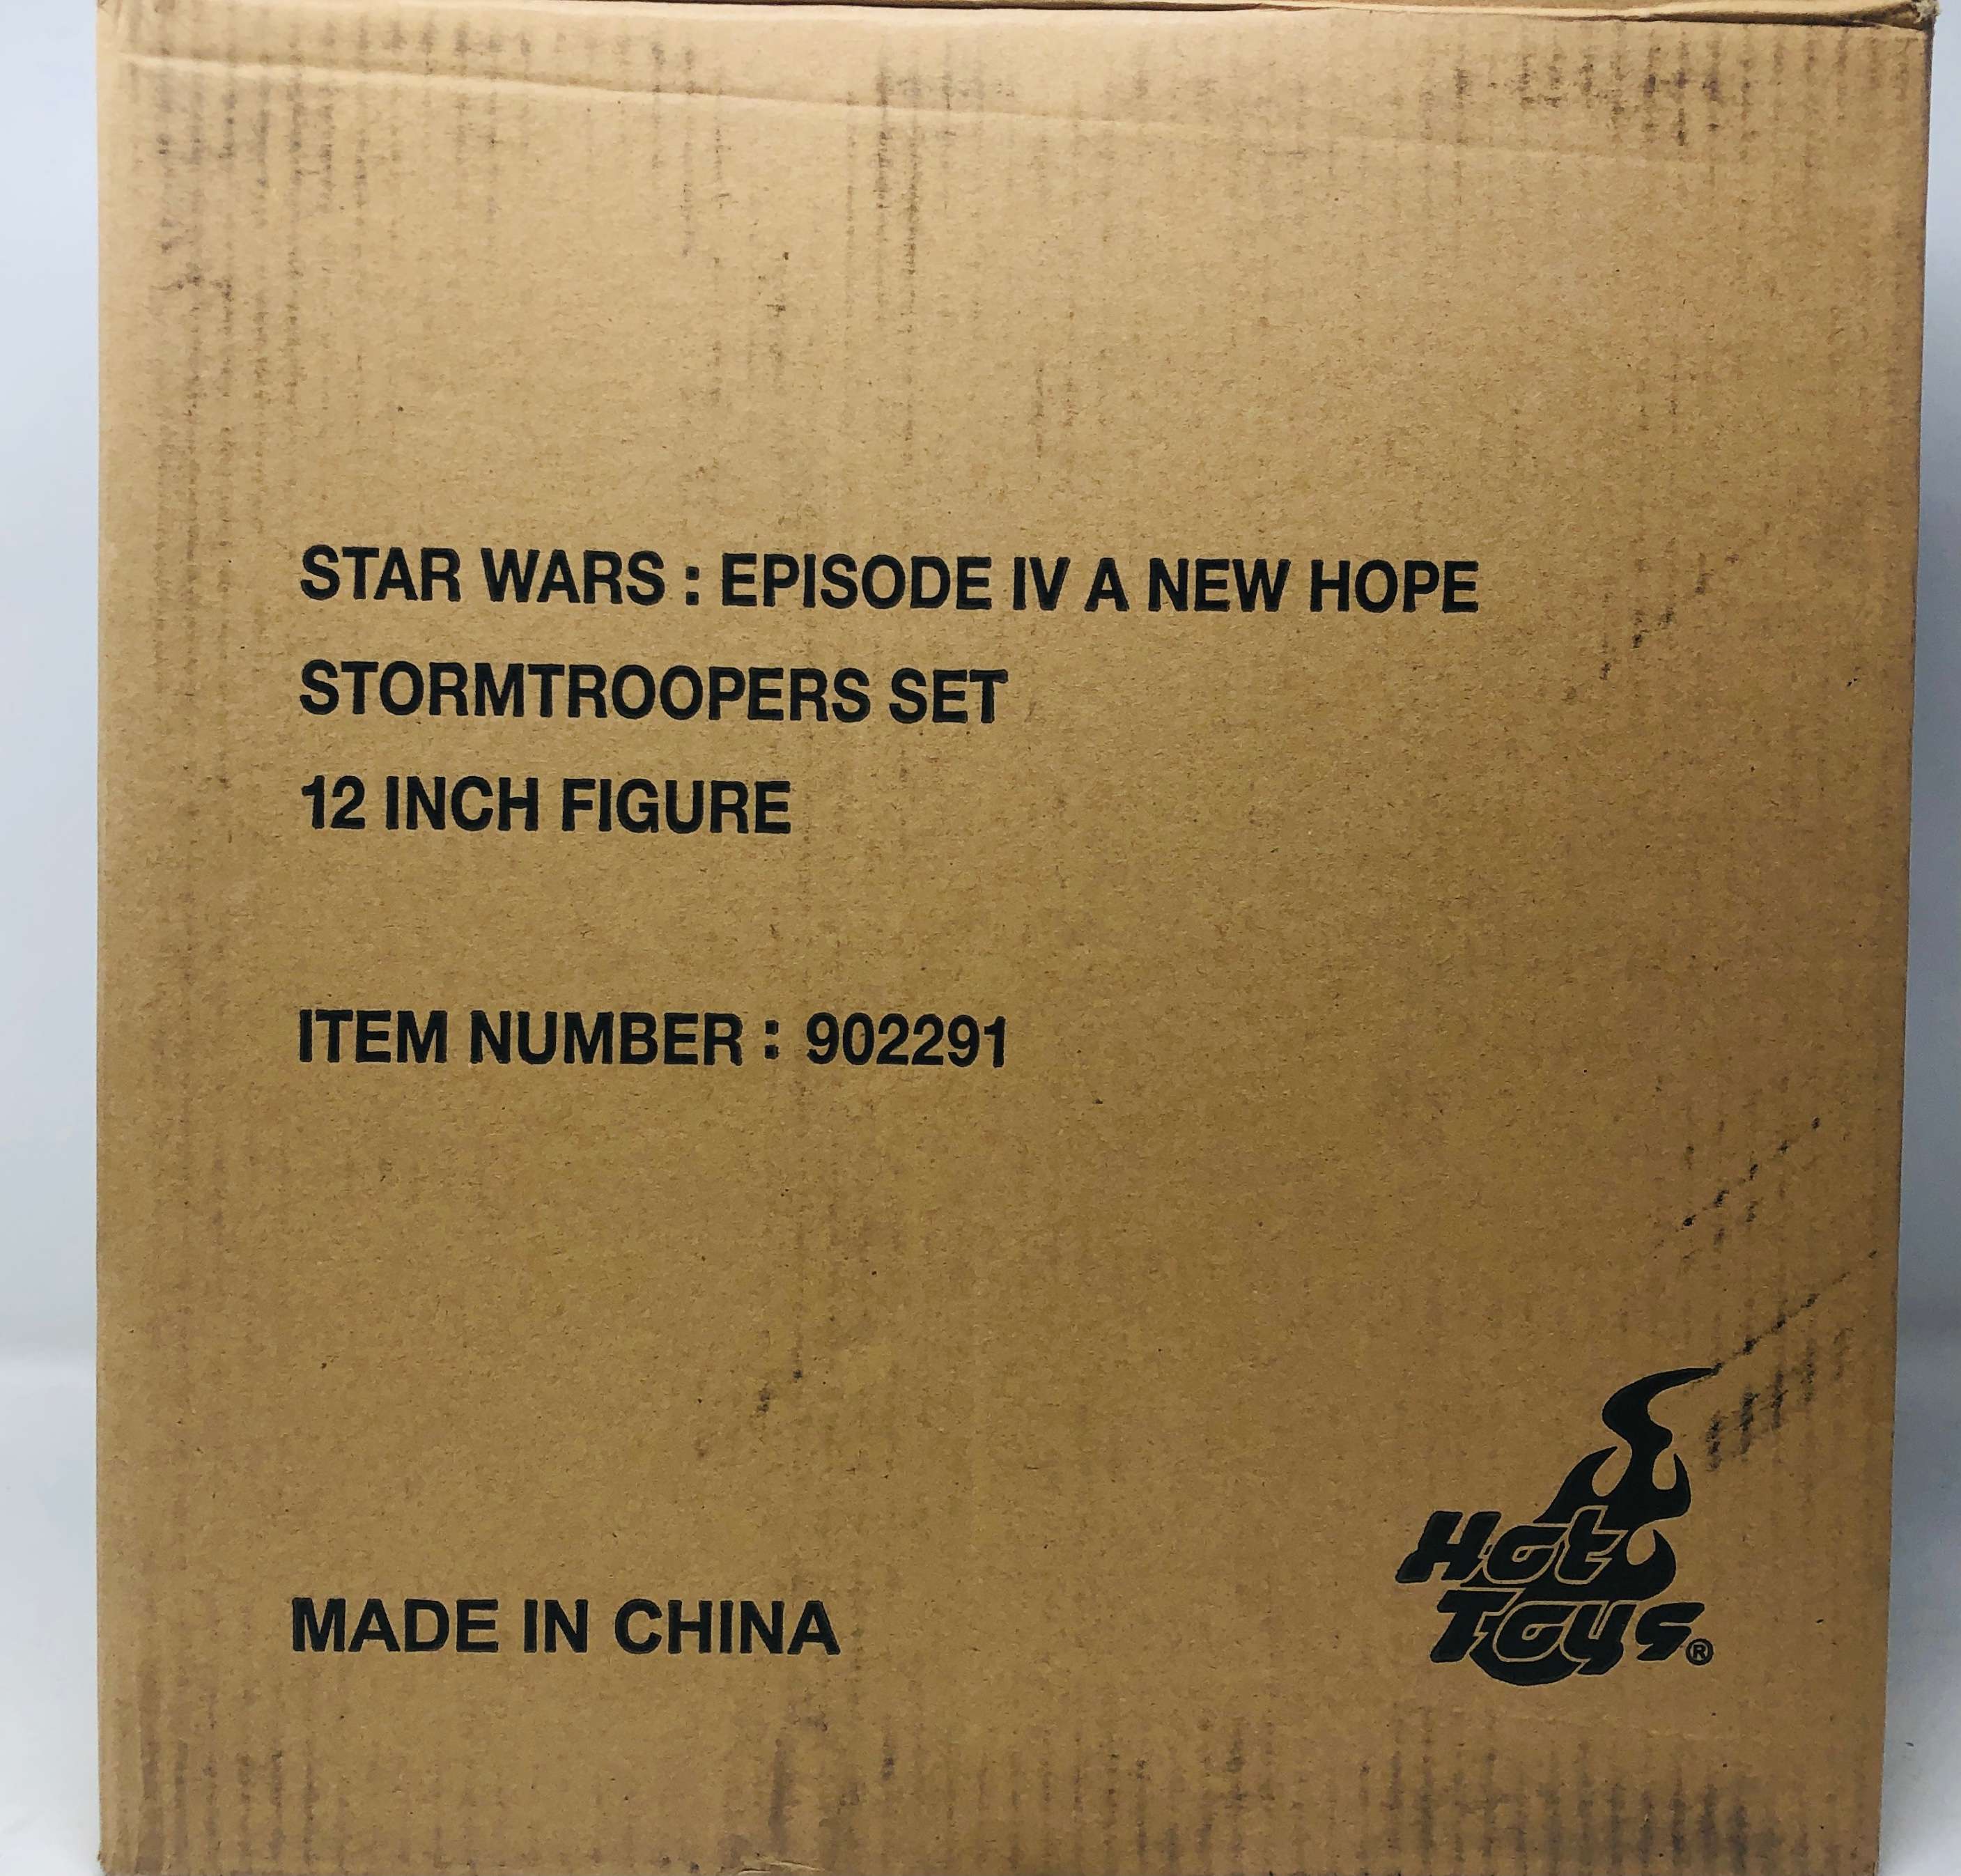 STAR WARS : EPISODE IV A NEW HOPE
STORMTROOPERS SET
12 INCH FIGURE
ITEM NUMBER : 902291
MADE IN CHINA
Hot
Toys®